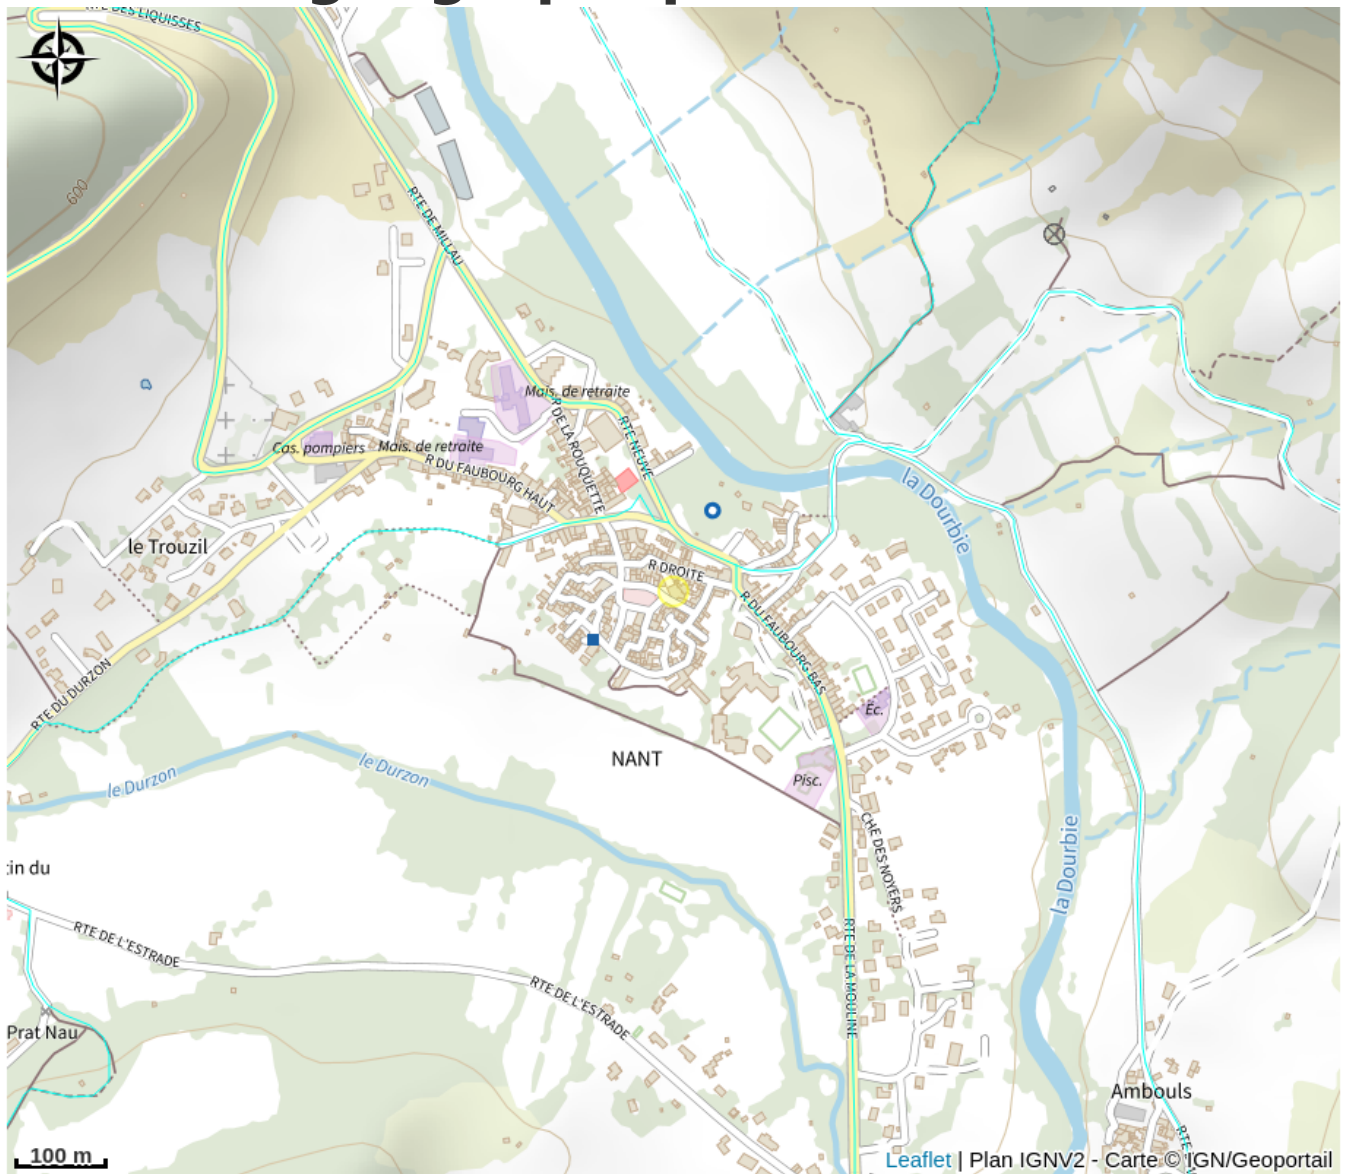 RTE DES LIQUISSES
600
RTE DE MILLAU
Mais. de retraite
R DE LA ROUQUETTE
RTE NEUVE
Cas. pompiers
Mais. de retraite
R DU FAUBOURG HAUT
la Dourbie
le Trouzil
R DROITE
R DU FAUBOURG BAS
RTE DU DURZON
Éc.
le Durzon
le Durzon
NANT
Pisc.
CHE DES NOYERS
la Dourbie
tin du
RTE DE L'ESTRADE
RTE DE L'ESTRADE
RTE DE LA MOULINE
Prat Nau
Ambouls
RTE
100 m
Leaflet | Plan IGNV2 - Carte © IGN/Geoportail